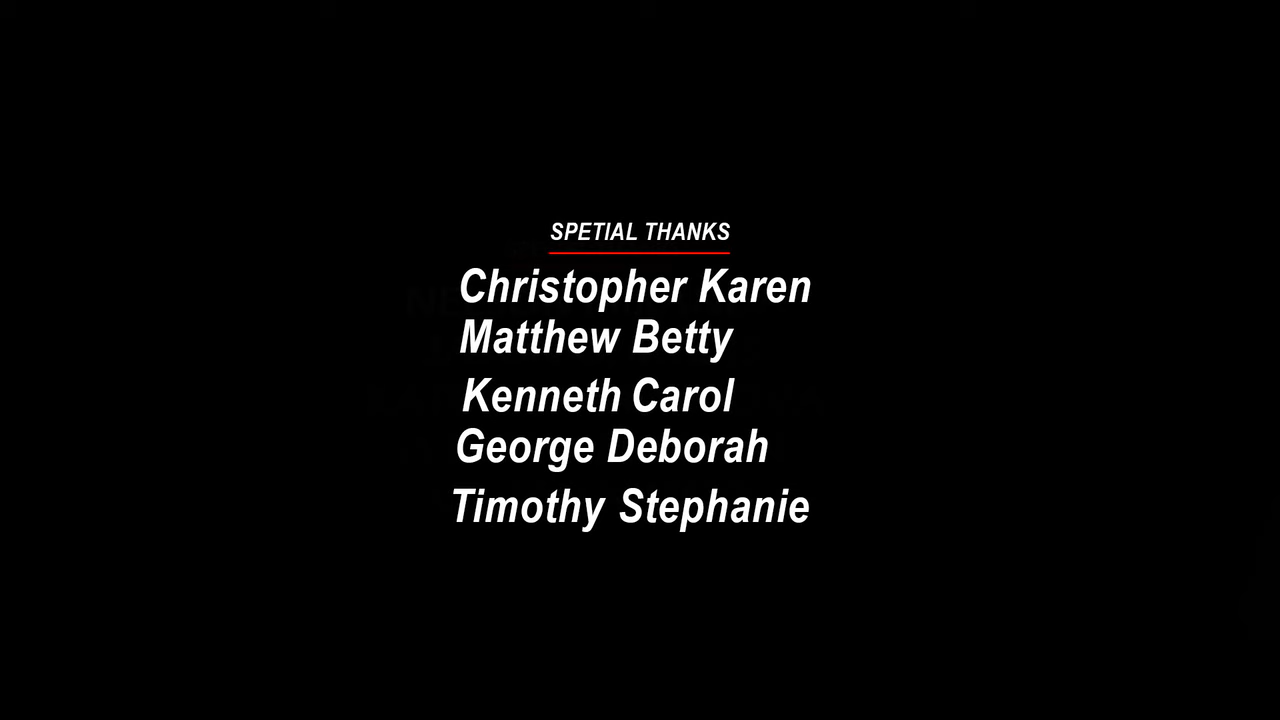 SPETIAL THANKS
Christopher Karen
Matthew Betty
Kenneth Carol
George Deborah
Timothy Stephanie